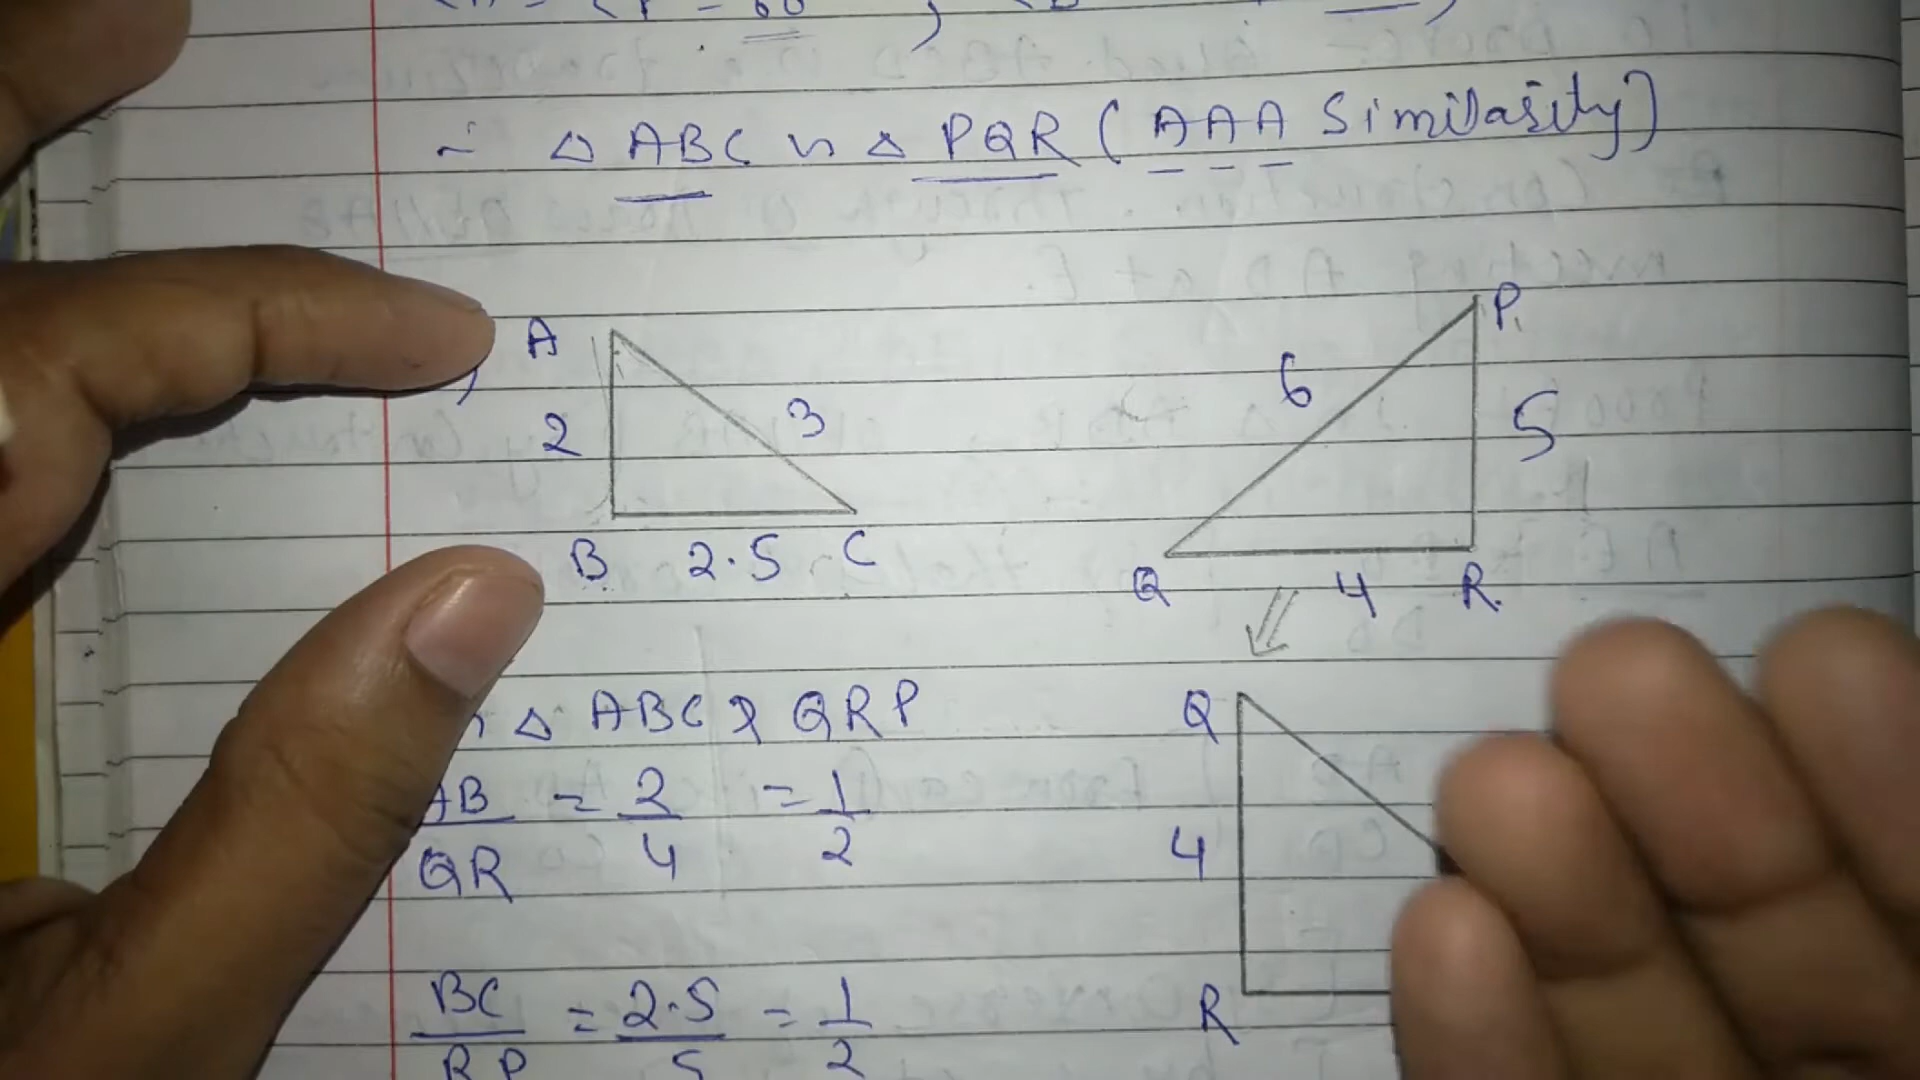 ∴ △ ABC ~ △ PQR (AAA Similarity)
A
P.
2
3
6
5
B 2.5 C
Q 4 R.
△ ABC & QRP
Q
AB/QR = 2/4 = 1/2
4
BC/RP = 2.5/5 = 1/2
R